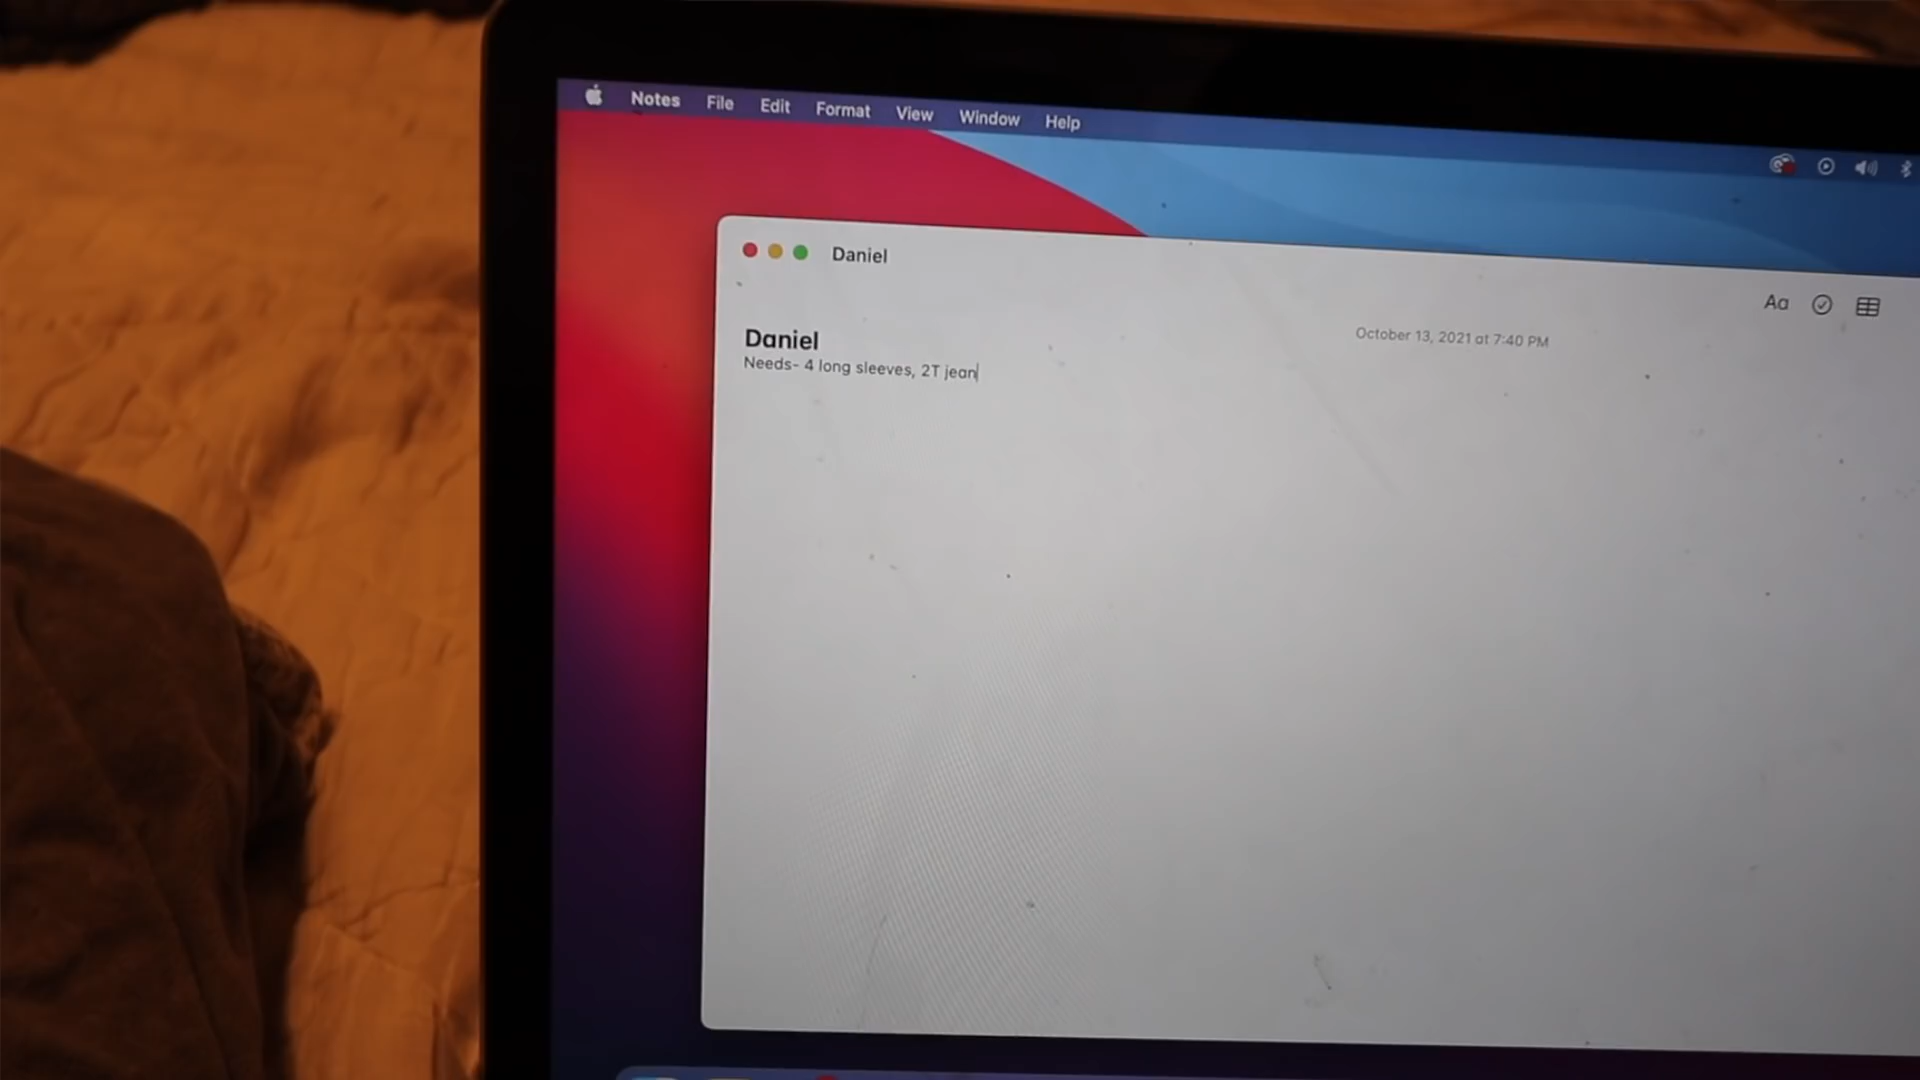 Notes File Edit Format View Window Help
Daniel
Aa
October 13, 2021 at 7:40 PM
Daniel
Needs- 4 long sleeves, 2T jean